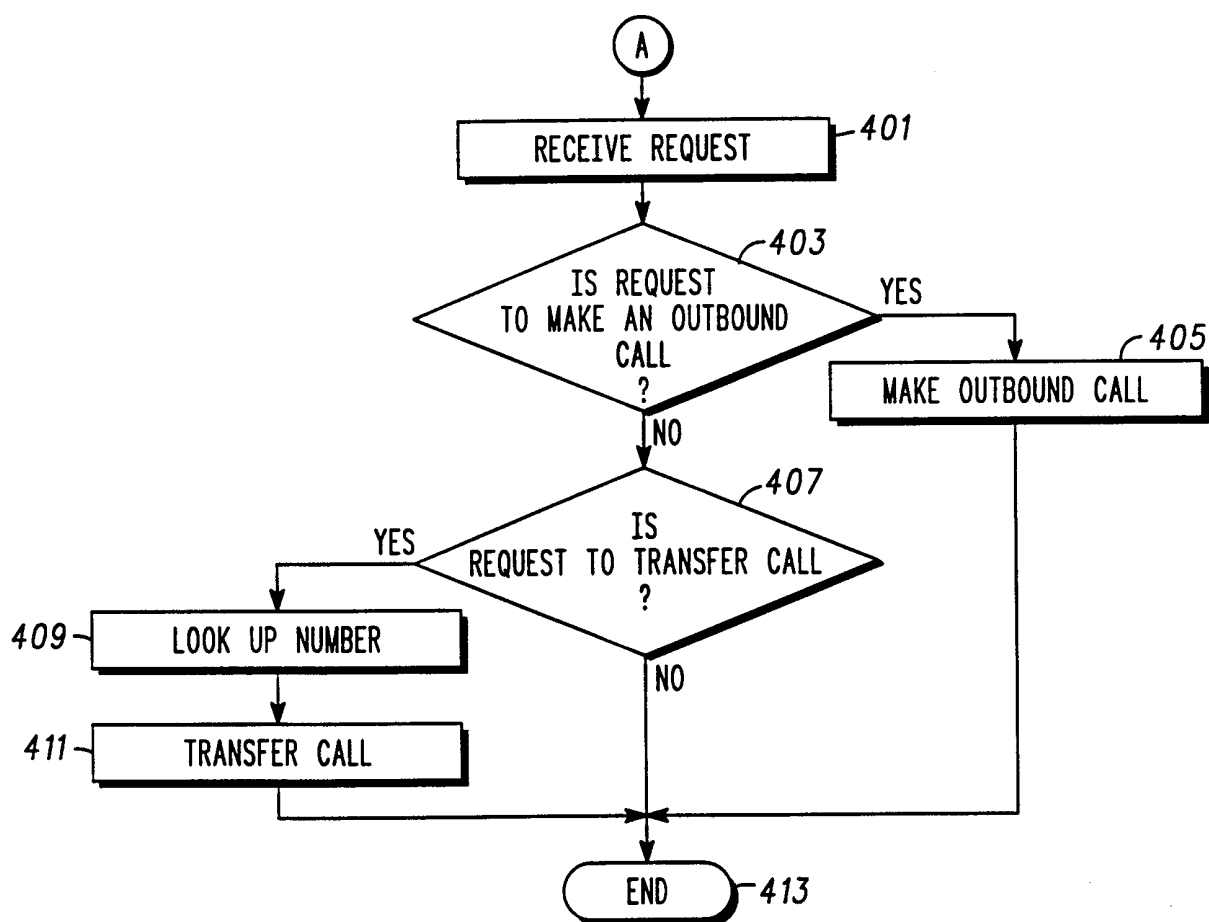 A
RECEIVE REQUEST
401
403
IS REQUEST
TO MAKE AN OUTBOUND
CALL
?
YES
405
MAKE OUTBOUND CALL
NO
407
IS
REQUEST TO TRANSFER CALL
?
YES
409
LOOK UP NUMBER
NO
411
TRANSFER CALL
END
413